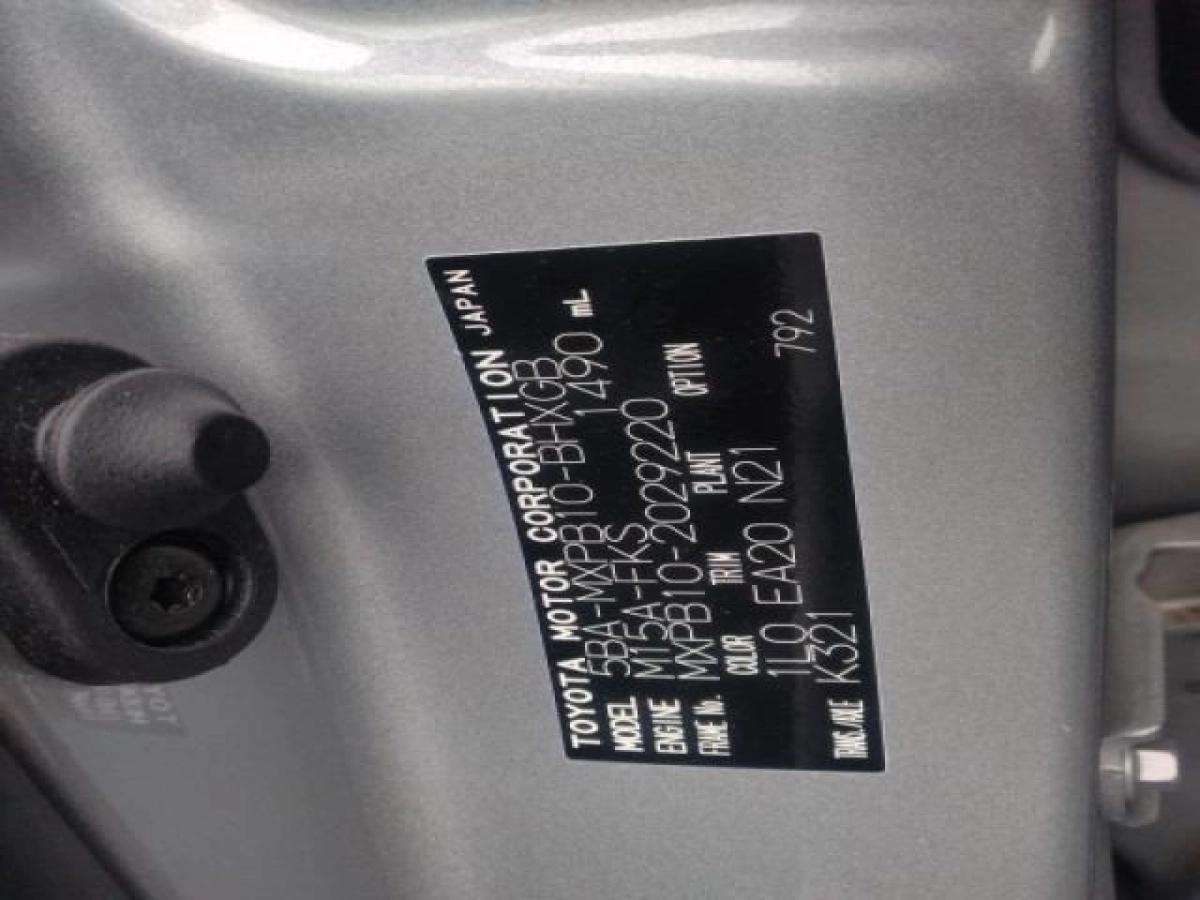 TOYOTA MOTOR CORPORATION JAPAN
MODEL 5BA-MXPB10-BHXGB
ENGINE M15A-FKS 1490 mL
FRAME No. MXPB10-2029220
COLOR TRIM PLANT OPTION
1L0 EA20 N21 792
TRANS./AXLE K321